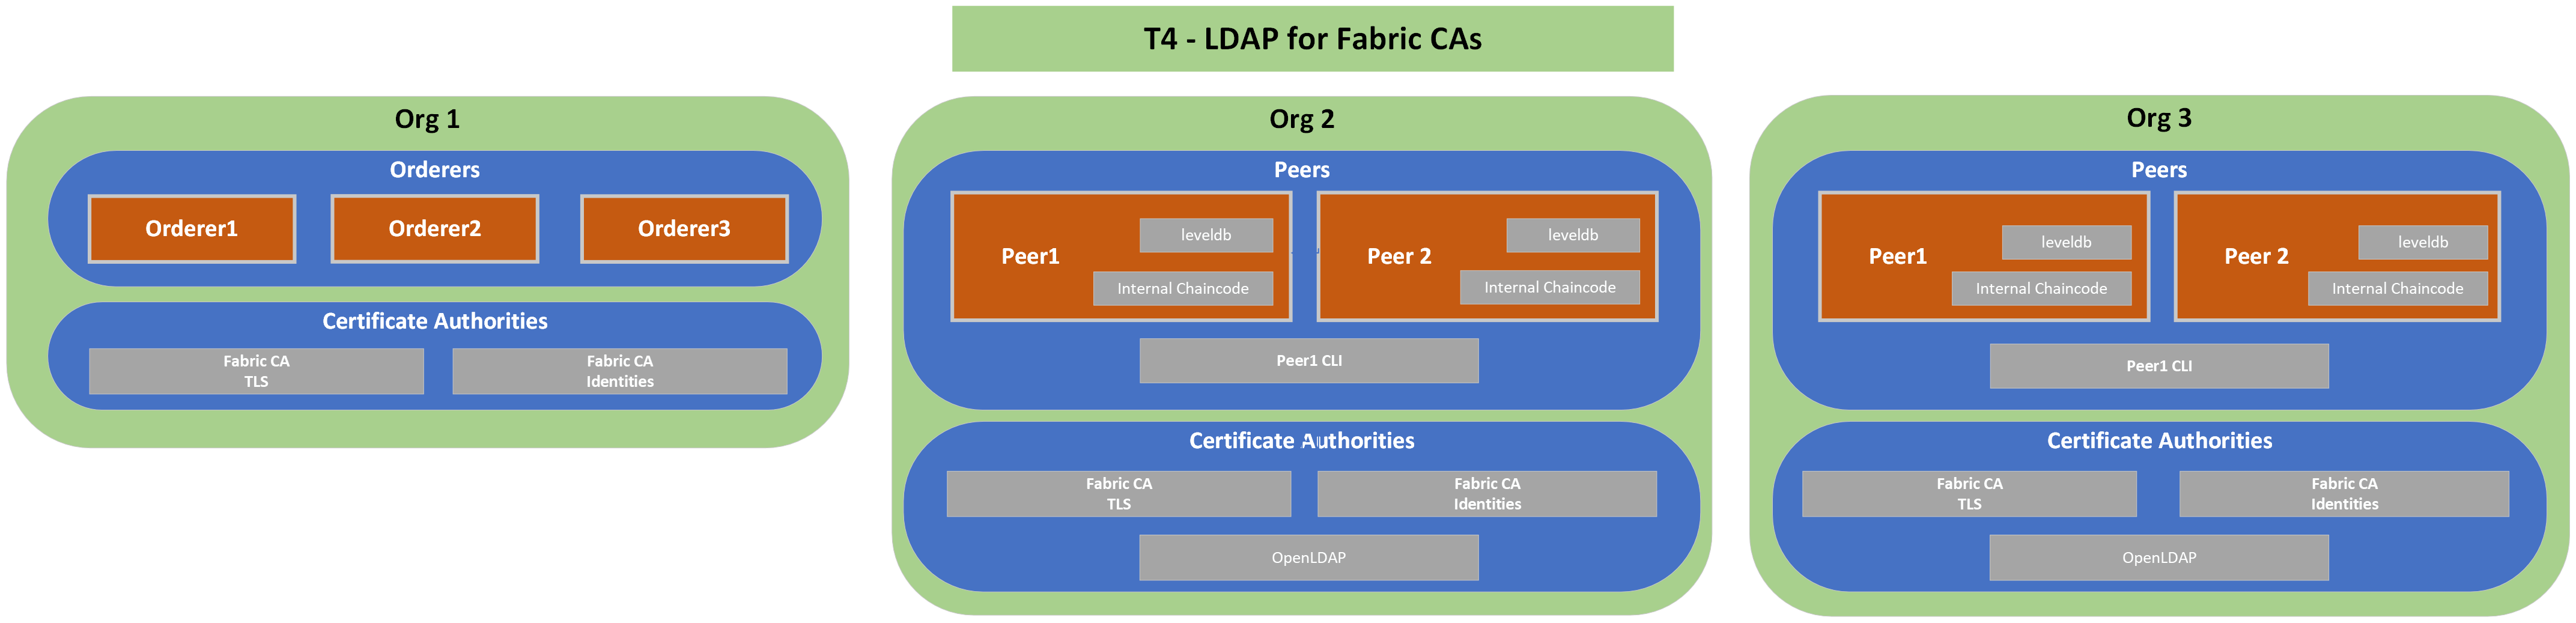 T4 - LDAP for Fabric CAs
Org 1
Orderers
Orderer1
Orderer2
Orderer3
Certificate Authorities
Fabric CA
TLS
Fabric CA
Identities
Org 2
Peers
Peer1
leveldb
Internal Chaincode
Peer 2
leveldb
Internal Chaincode
Peer1 CLI
Certificate Authorities
Fabric CA
TLS
Fabric CA
Identities
OpenLDAP
Org 3
Peers
Peer1
leveldb
Internal Chaincode
Peer 2
leveldb
Internal Chaincode
Peer1 CLI
Certificate Authorities
Fabric CA
TLS
Fabric CA
Identities
OpenLDAP